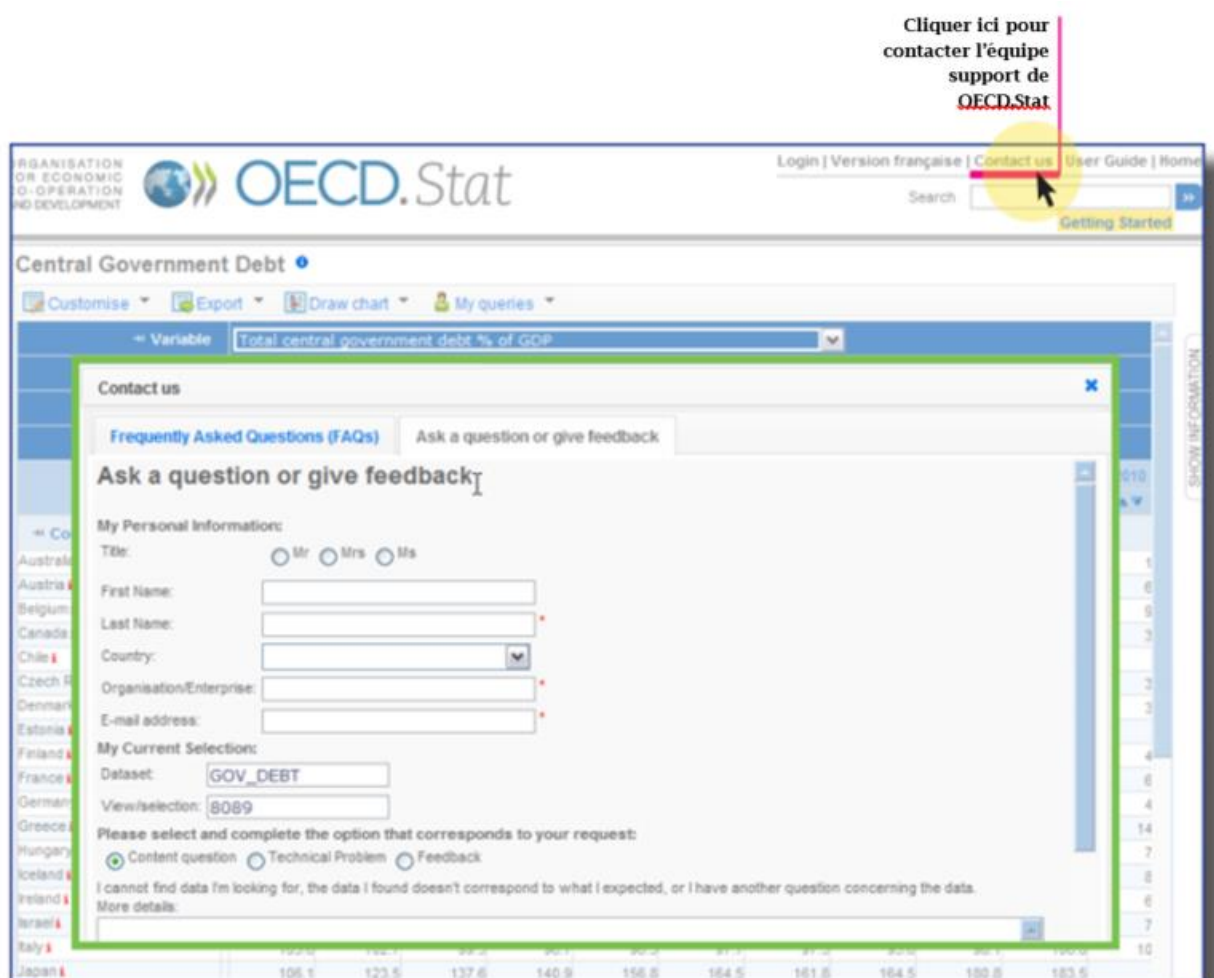 Cliquer ici pour
contacter l'équipe
support de
OECD.Stat
ORGANISATION
FOR ECONOMIC
CO-OPERATION
AND DEVELOPMENT
OECD.Stat
Login | Version française | Contact us | User Guide | Home
Search
Getting Started
Central Government Debt
Customise Export Draw chart My queries
Variable Total central government debt % of GDP
SHOW INFORMATION
Contact us
Frequently Asked Questions (FAQs) Ask a question or give feedback
Ask a question or give feedback
2010
My Personal Information:
Co
Title: Mr Mrs Ms
Australia
Austria
First Name:
Belgium
Last Name: *
Canada
Country:
Chile
Czech R
Organisation/Enterprise: *
Denmark
E-mail address: *
Estonia
My Current Selection:
Finland
Dataset: GOV_DEBT
France
View/selection: 8089
German
Greece
Please select and complete the option that corresponds to your request:
Hungary
Content question Technical Problem Feedback
Iceland
I cannot find data I'm looking for, the data I found doesn't correspond to what I expected, or I have another question concerning the data.
Ireland
More details:
Israel
Italy
Japan 106.1 123.5 137.6 140.9 156.8 164.5 161.8 164.5 180.8 183.5